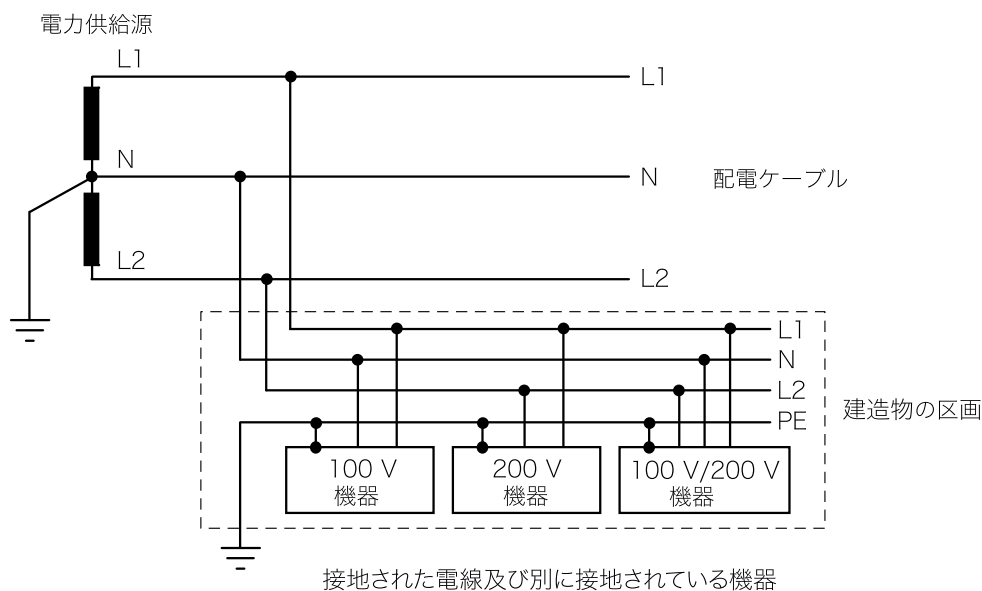 電力供給源
L1
L1
N
N
配電ケーブル
L2
L2
L1
N
L2
PE
建造物の区画
100 V
機器
200 V
機器
100 V/200 V
機器
接地された電線及び別に接地されている機器